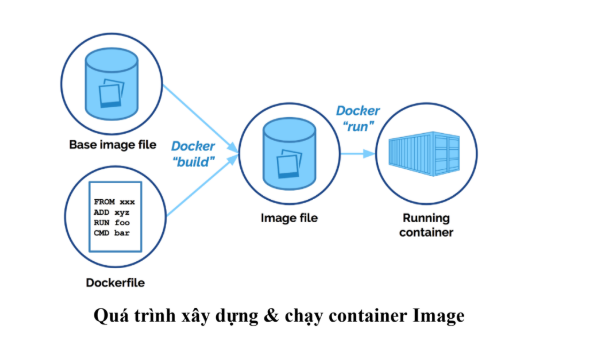 Base image file
Docker
"build"
FROM xxx
ADD xyz
RUN foo
CMD bar
Dockerfile
Image file
Docker
"run"
Running
container
Quá trình xây dựng & chạy container Image